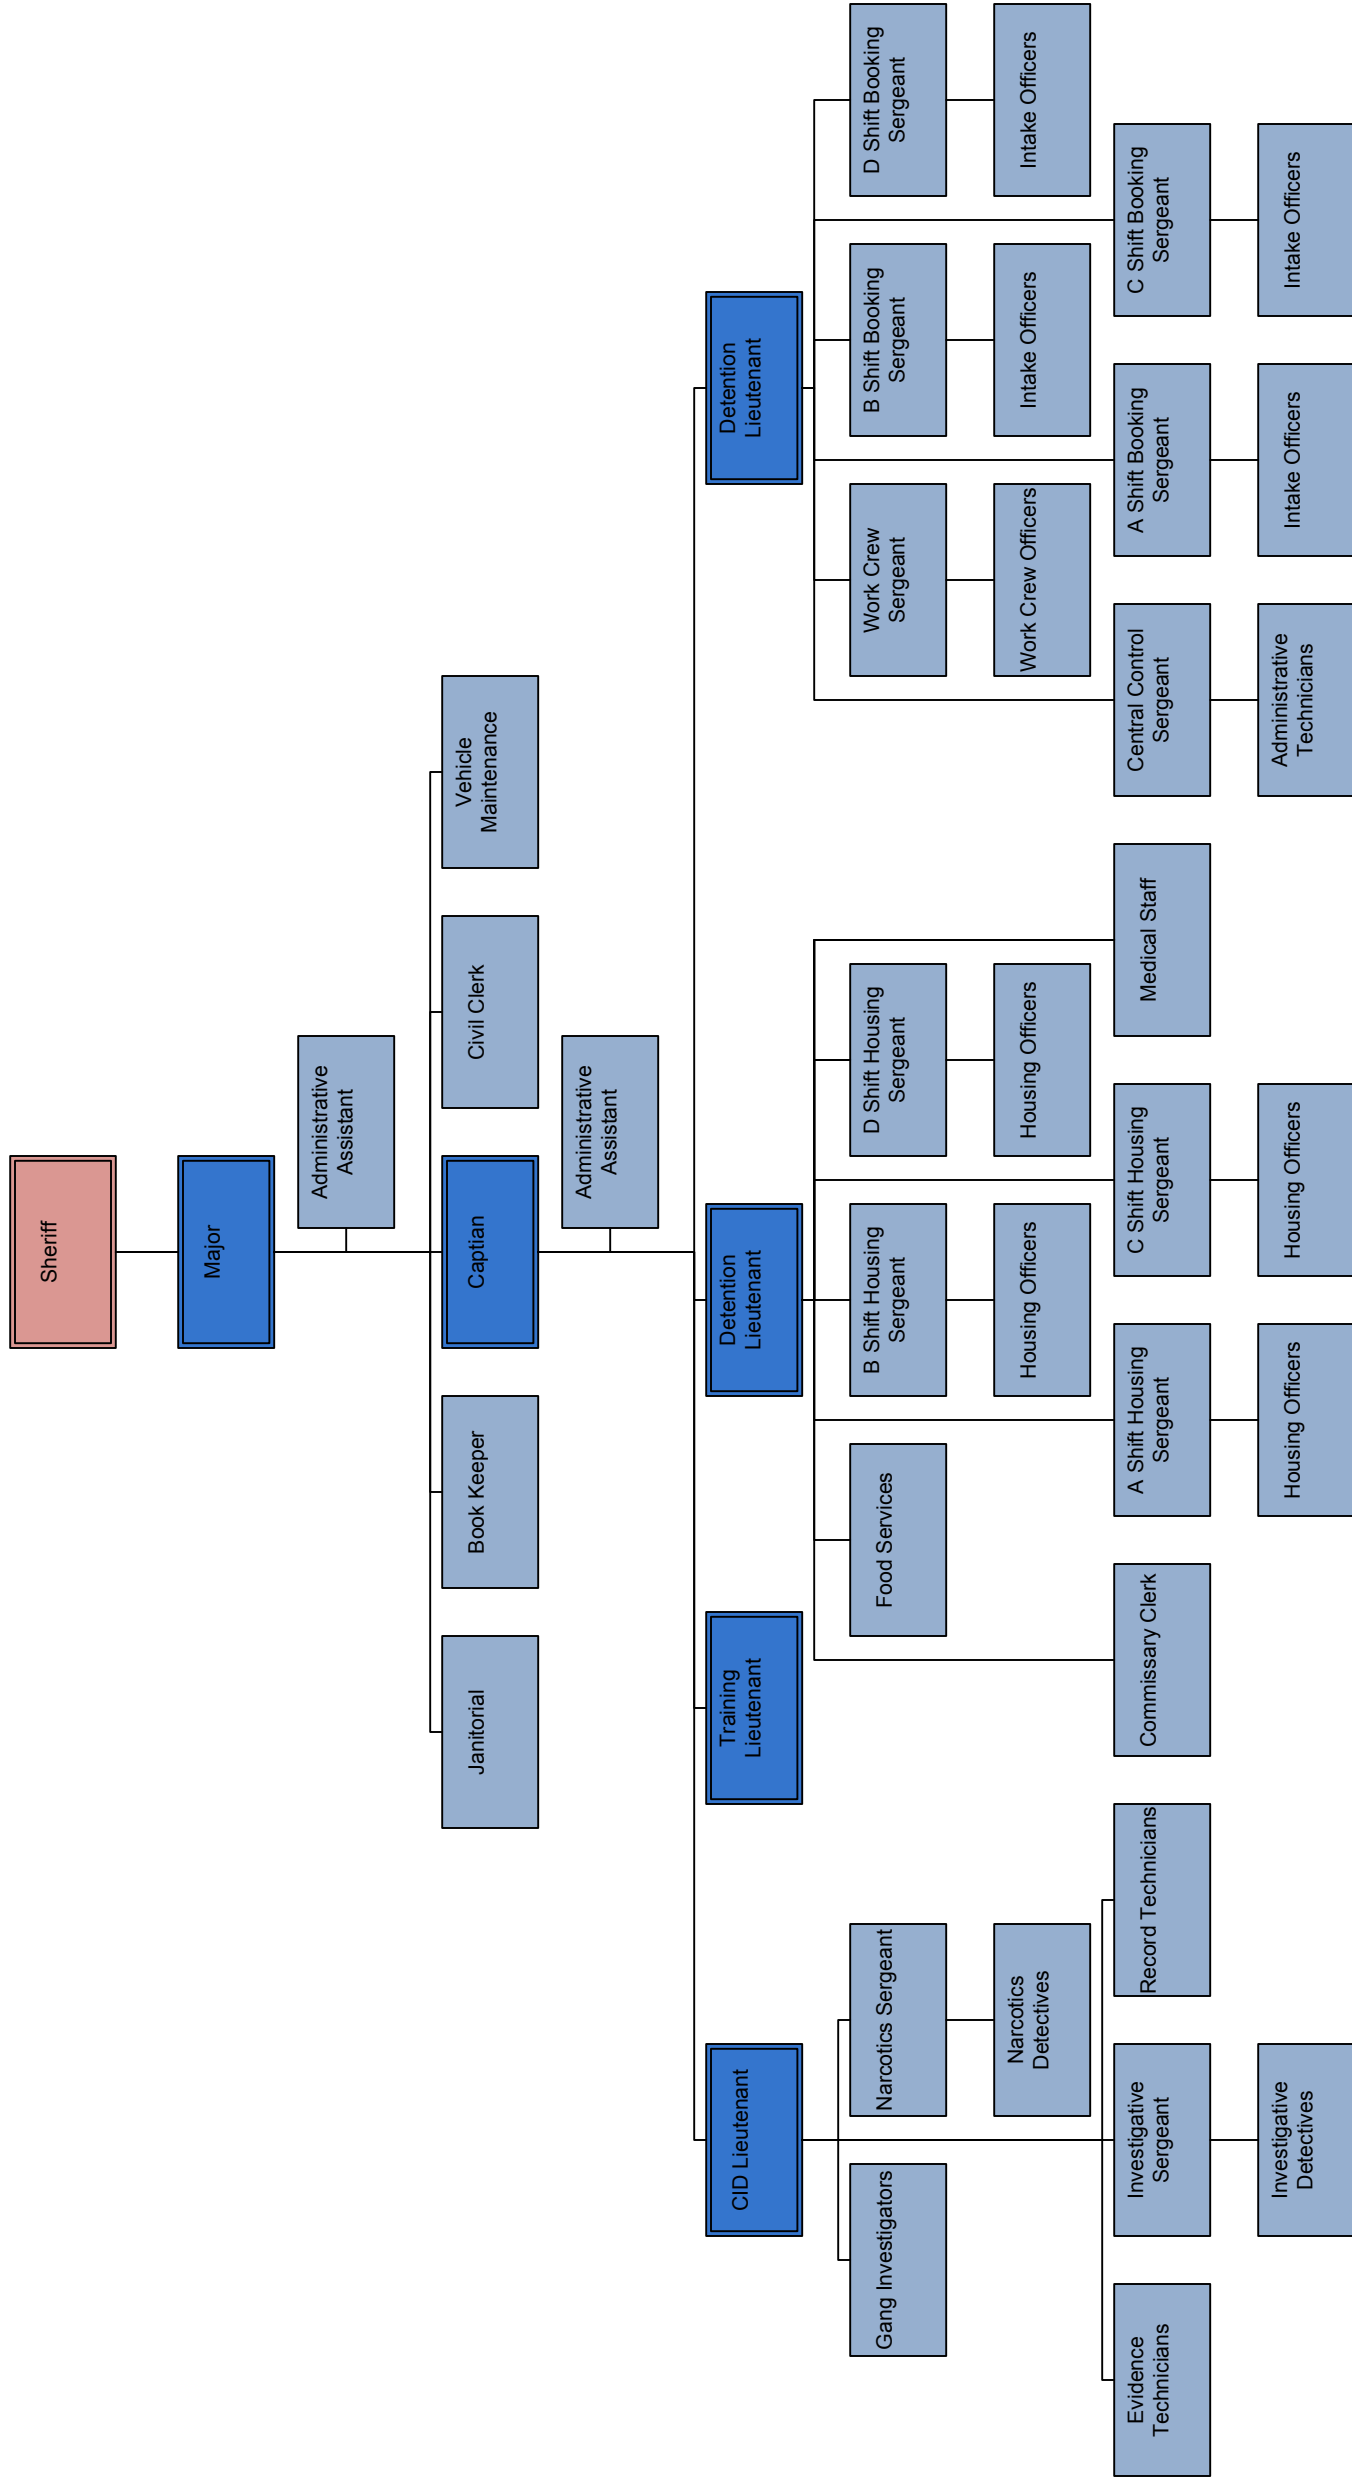 Sheriff
Major
Administrative
Assistant
Janitorial
Book Keeper
Captian
Civil Clerk
Vehicle
Maintenance
Administrative
Assistant
CID Lieutenant
Training
Lieutenant
Detention
Lieutenant
Detention
Lieutenant
Gang Investigators
Narcotics Sergeant
Food Services
B Shift Housing
Sergeant
D Shift Housing
Sergeant
Work Crew
Sergeant
B Shift Booking
Sergeant
D Shift Booking
Sergeant
Narcotics
Detectives
Housing Officers
Housing Officers
Work Crew Officers
Intake Officers
Intake Officers
Evidence
Technicians
Investigative
Sergeant
Record Technicians
Commissary Clerk
A Shift Housing
Sergeant
C Shift Housing
Sergeant
Medical Staff
Central Control
Sergeant
A Shift Booking
Sergeant
C Shift Booking
Sergeant
Investigative
Detectives
Housing Officers
Housing Officers
Administrative
Technicians
Intake Officers
Intake Officers